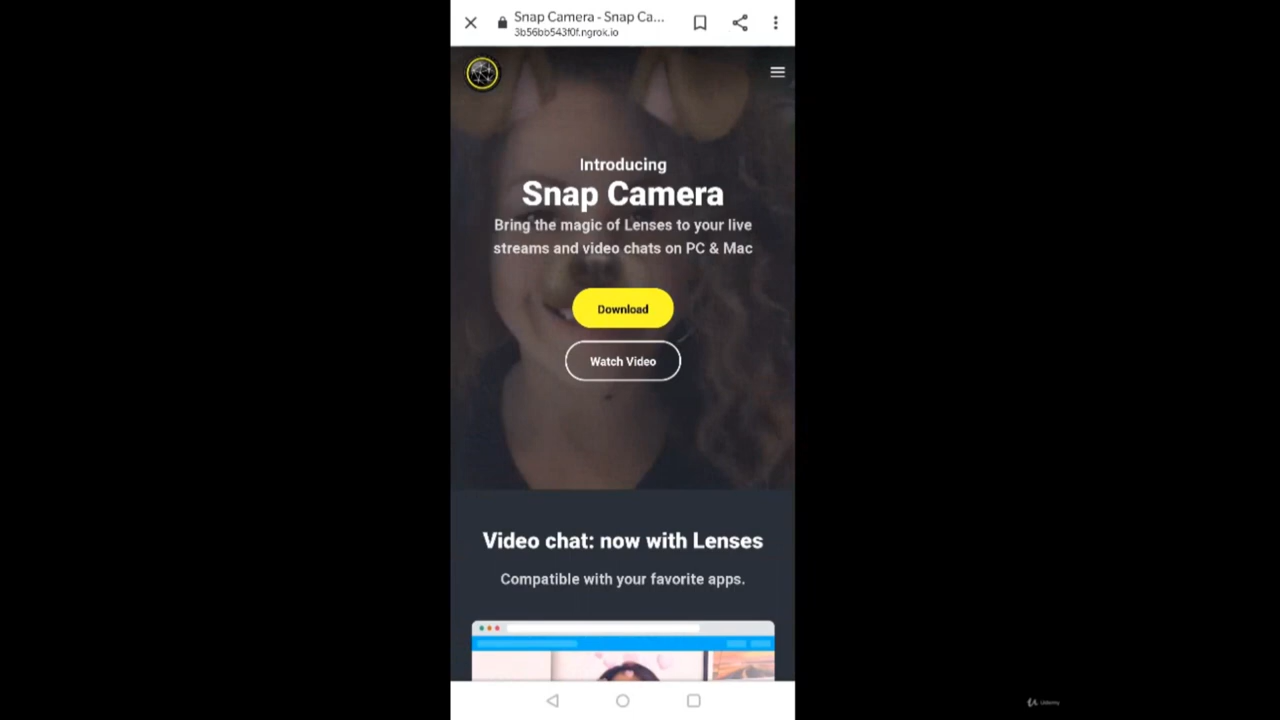 Snap Camera - Snap Ca...
3b56bb543f0f.ngrok.io
Introducing
Snap Camera
Bring the magic of Lenses to your live
streams and video chats on PC & Mac
Download
Watch Video
Video chat: now with Lenses
Compatible with your favorite apps.
Udemy